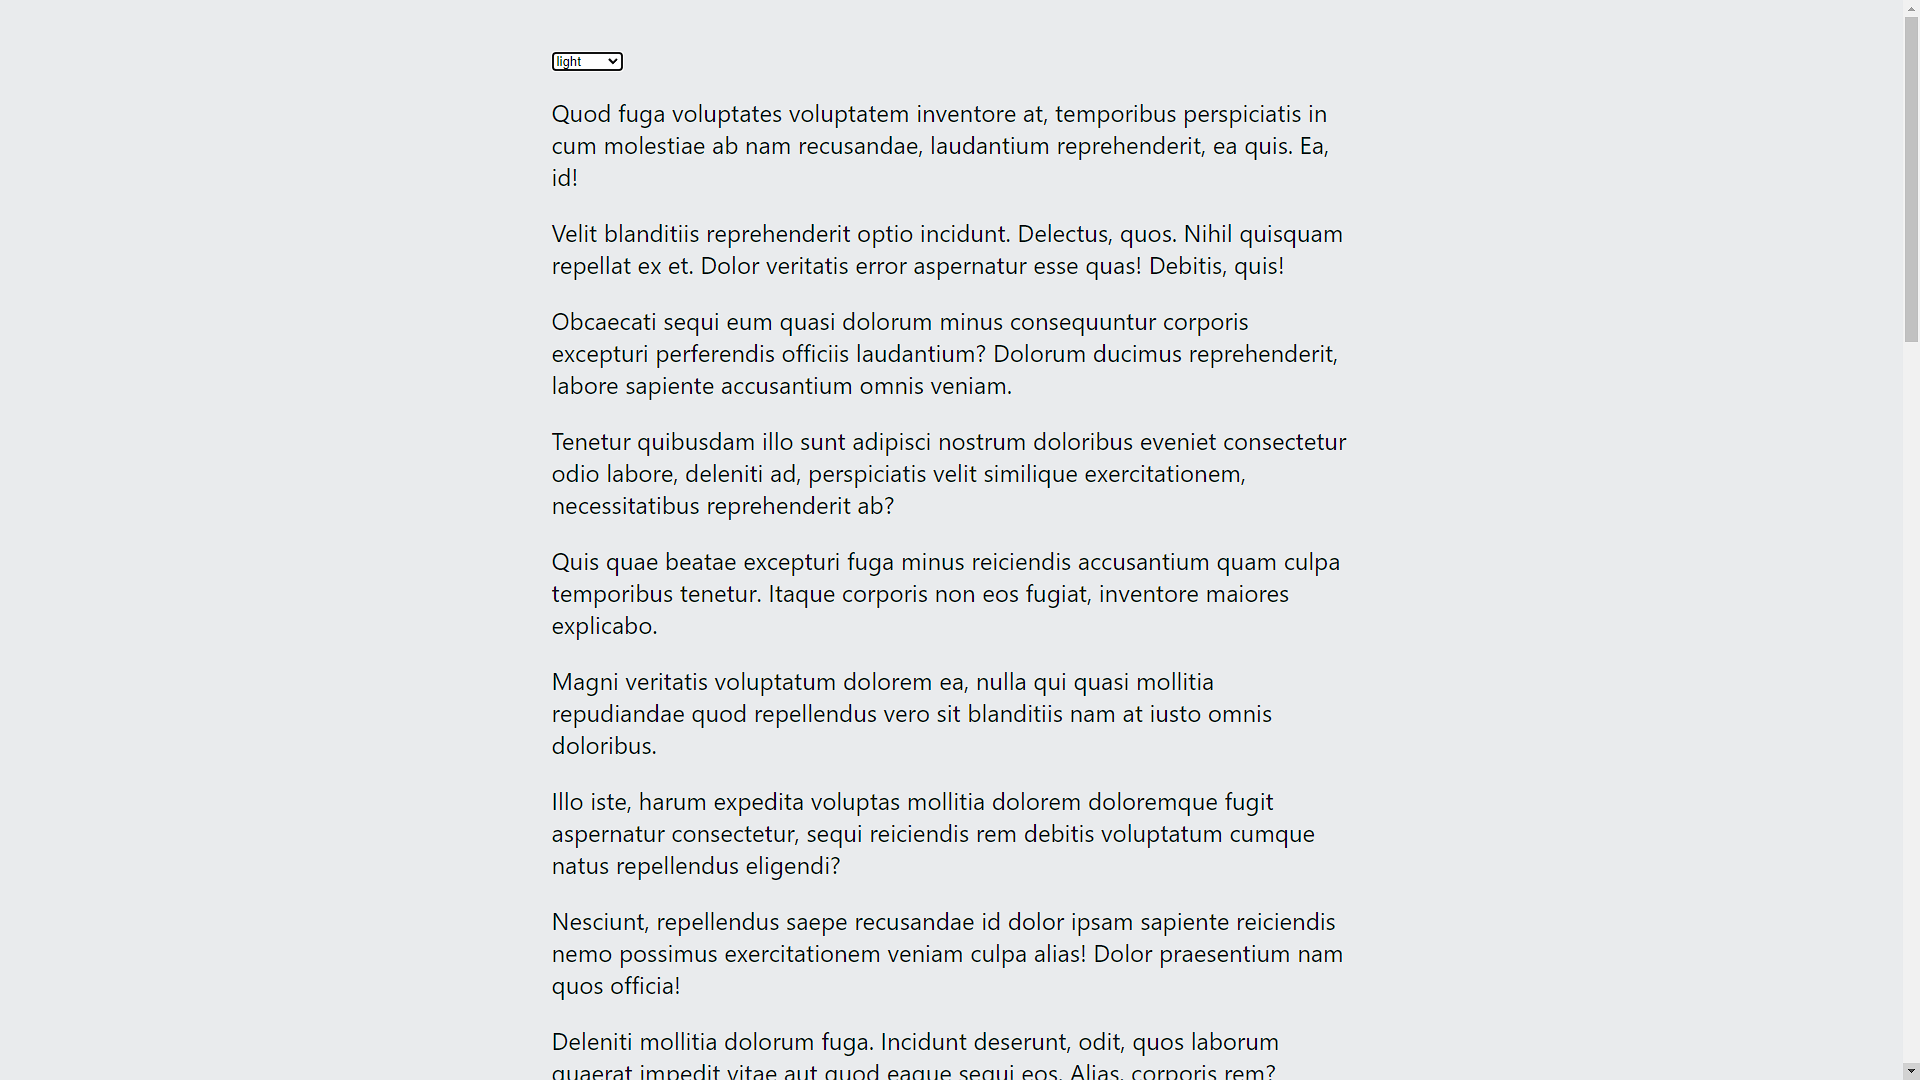 light
Quod fuga voluptates voluptatem inventore at, temporibus perspiciatis in
cum molestiae ab nam recusandae, laudantium reprehenderit, ea quis. Ea,
id!
Velit blanditiis reprehenderit optio incidunt. Delectus, quos. Nihil quisquam
repellat ex et. Dolor veritatis error aspernatur esse quas! Debitis, quis!
Obcaecati sequi eum quasi dolorum minus consequuntur corporis
excepturi perferendis officiis laudantium? Dolorum ducimus reprehenderit,
labore sapiente accusantium omnis veniam.
Tenetur quibusdam illo sunt adipisci nostrum doloribus eveniet consectetur
odio labore, deleniti ad, perspiciatis velit similique exercitationem,
necessitatibus reprehenderit ab?
Quis quae beatae excepturi fuga minus reiciendis accusantium quam culpa
temporibus tenetur. Itaque corporis non eos fugiat, inventore maiores
explicabo.
Magni veritatis voluptatum dolorem ea, nulla qui quasi mollitia
repudiandae quod repellendus vero sit blanditiis nam at iusto omnis
doloribus.
Illo iste, harum expedita voluptas mollitia dolorem doloremque fugit
aspernatur consectetur, sequi reiciendis rem debitis voluptatum cumque
natus repellendus eligendi?
Nesciunt, repellendus saepe recusandae id dolor ipsam sapiente reiciendis
nemo possimus exercitationem veniam culpa alias! Dolor praesentium nam
quos officia!
Deleniti mollitia dolorum fuga. Incidunt deserunt, odit, quos laborum
quaerat impedit vitae aut quod eaque sequi eos. Alias, corporis rem?